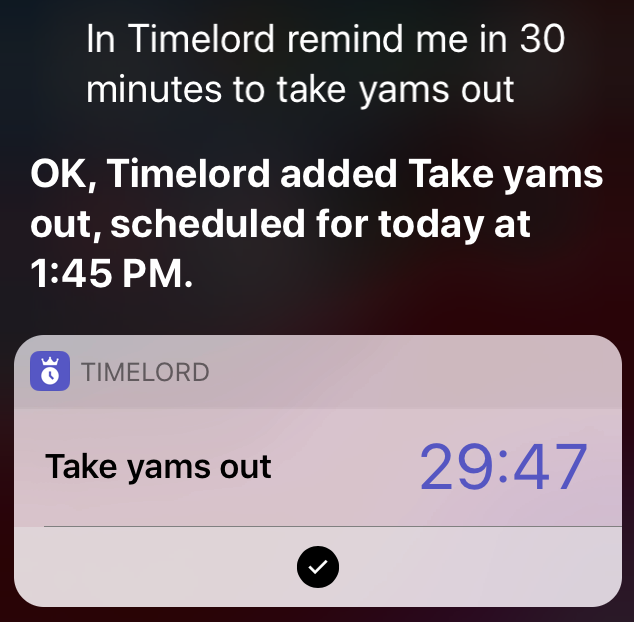 In Timelord remind me in 30
minutes to take yams out
OK, Timelord added Take yams
out, scheduled for today at
1:45 PM.
TIMELORD
Take yams out 29:47